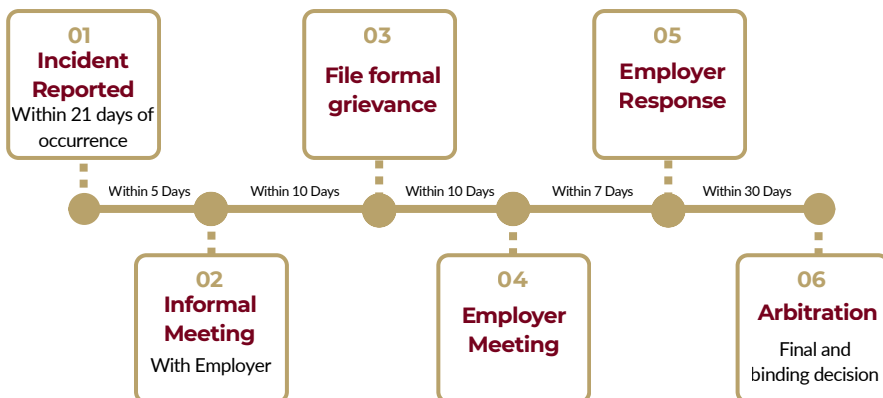 01
Incident
Reported
Within 21 days of
occurrence
03
File formal
grievance
05
Employer
Response
Within 5 Days
Within 10 Days
Within 10 Days
Within 7 Days
Within 30 Days
02
Informal
Meeting
With Employer
04
Employer
Meeting
06
Arbitration
Final and
binding decision